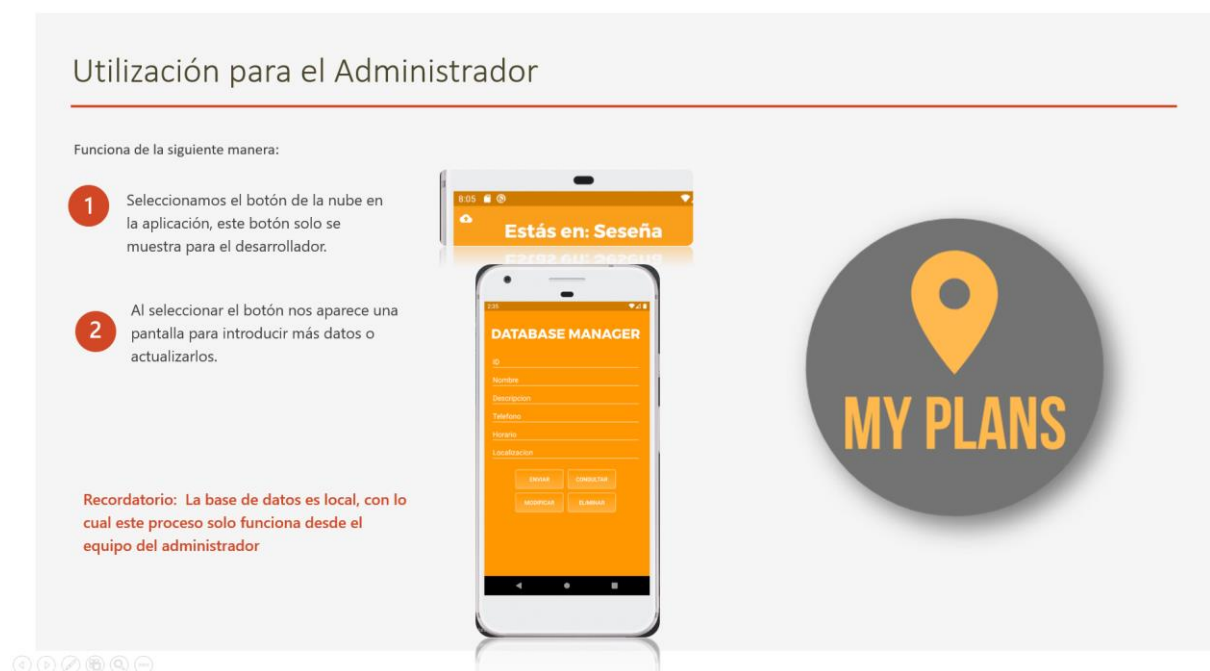 Utilización para el Administrador
Funciona de la siguiente manera:
1
Seleccionamos el botón de la nube en
la aplicación, este botón solo se
muestra para el desarrollador.
2
Al seleccionar el botón nos aparece una
pantalla para introducir más datos o
actualizarlos.
Recordatorio: La base de datos es local, con lo
cual este proceso solo funciona desde el
equipo del administrador
8:05
Estás en: Seseña
2:35
DATABASE MANAGER
ID
Nombre
Descripcion
Telefono
Horario
Localizacion
ENVIAR CONSULTAR
MODIFICAR ELIMINAR
MY PLANS